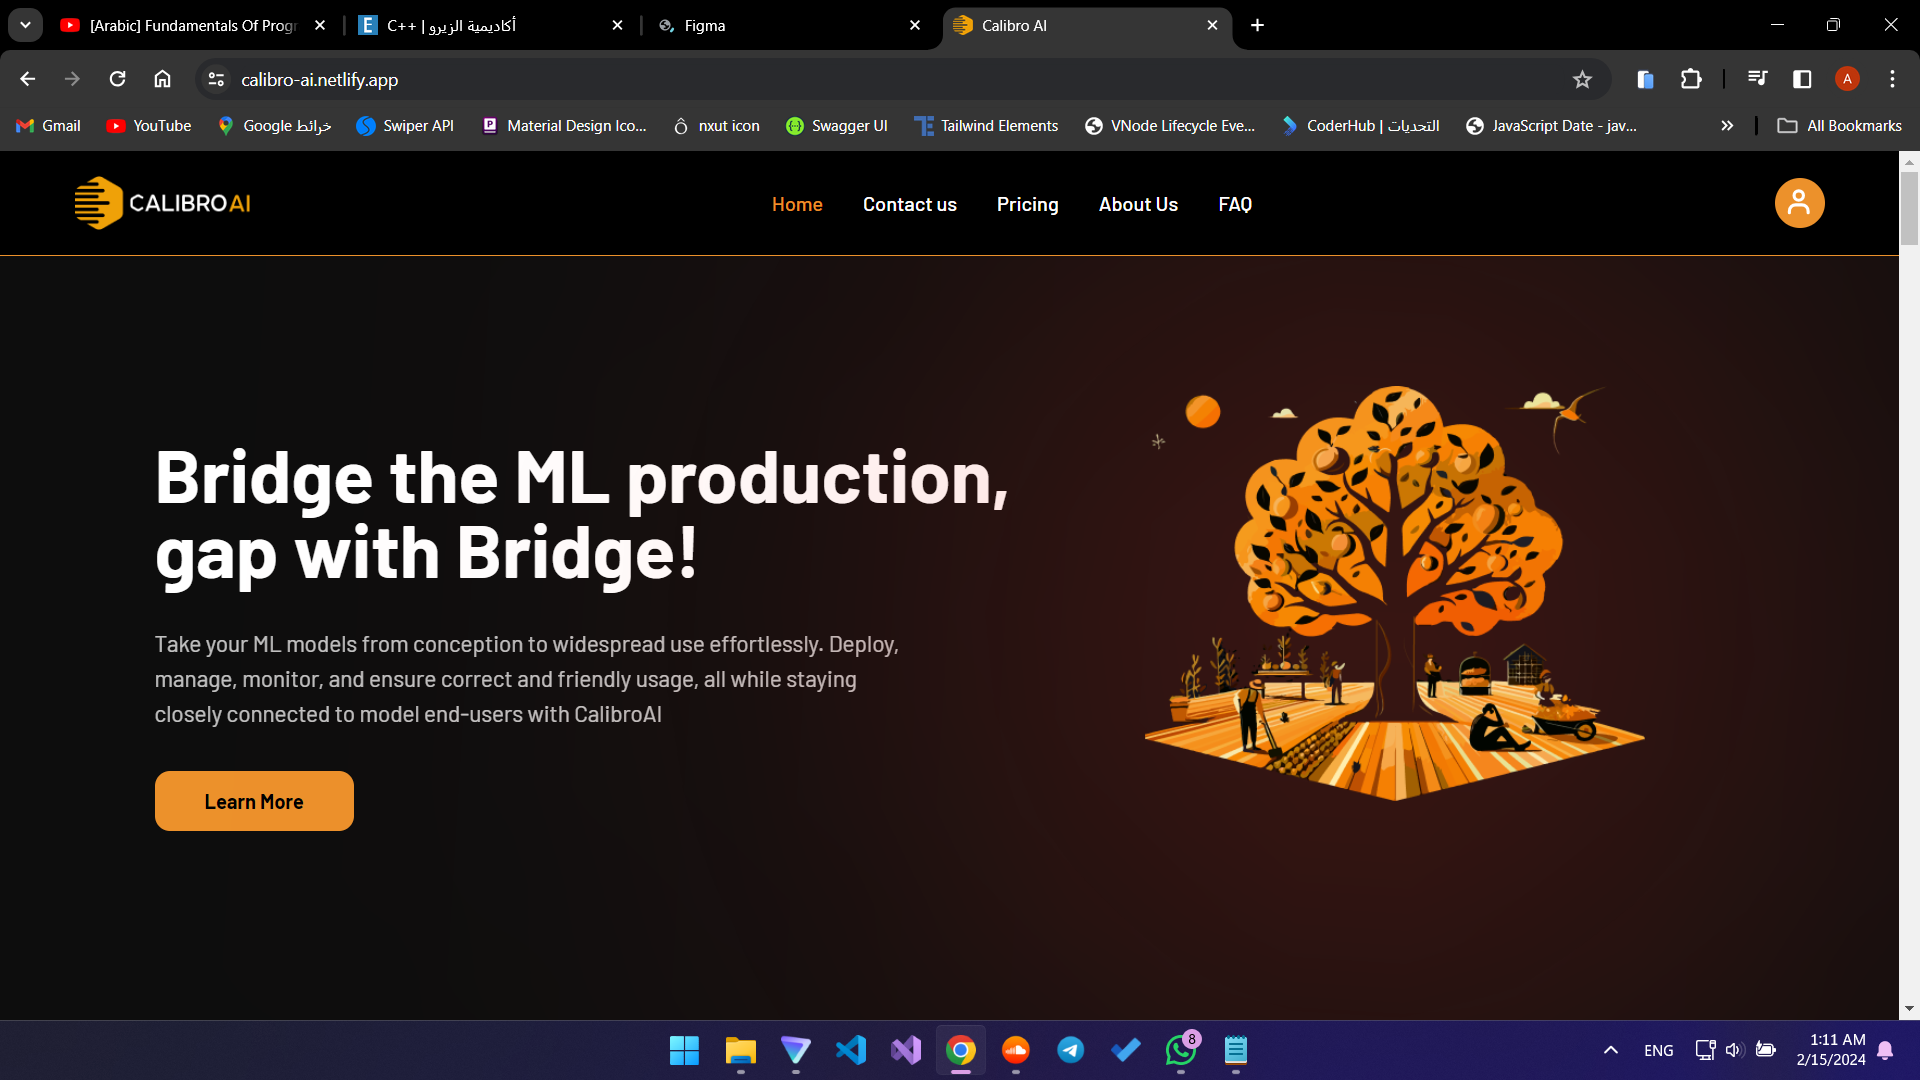 [Arabic] Fundamentals Of Progr
C++ | أكاديمية الزيرو
Figma
Calibro AI
calibro-ai.netlify.app
A
Gmail
YouTube
Google خرائط
Swiper API
Material Design Ico...
nxut icon
Swagger UI
Tailwind Elements
VNode Lifecycle Eve...
CoderHub | التحديات
JavaScript Date - jav...
All Bookmarks
CALIBRO AI
Home
Contact us
Pricing
About Us
FAQ
Bridge the ML production,
gap with Bridge!
Take your ML models from conception to widespread use effortlessly. Deploy,
manage, monitor, and ensure correct and friendly usage, all while staying
closely connected to model end-users with CalibroAI
Learn More
8
ENG
1:11 AM
2/15/2024